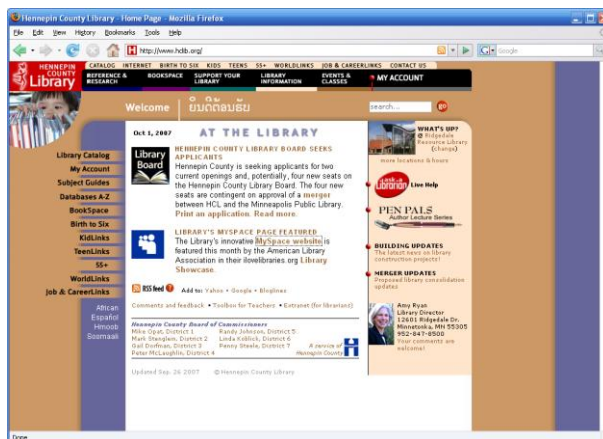 Hennepin County Library - Home Page - Mozilla Firefox
File Edit View History Bookmarks Tools Help
http://www.hclib.org/
Google
CATALOG INTERNET BIRTH TO SIX KIDS TEENS 55+ WORLDLINKS JOB & CAREERLINKS CONTACT US
HENNEPIN
COUNTY
Library
REFERENCE &
RESEARCH
BOOKSPACE
SUPPORT YOUR
LIBRARY
LIBRARY
INFORMATION
EVENTS &
CLASSES
MY ACCOUNT
Welcome
ຍິນດີຕ້ອນຮັບ
search...
go
Library Catalog
My Account
Subject Guides
Databases A-Z
BookSpace
Birth to Six
KidLinks
TeenLinks
55+
WorldLinks
Job & CareerLinks
African
Español
Hmoob
Soomaali
Oct 1, 2007
AT THE LIBRARY
Library
Board
HENNEPIN COUNTY LIBRARY BOARD SEEKS
APPLICANTS
Hennepin County is seeking applicants for two
current openings and, potentially, four new seats on
the Hennepin County Library Board. The four new
seats are contingent on approval of a merger
between HCL and the Minneapolis Public Library.
Print an application. Read more.
LIBRARY'S MYSPACE PAGE FEATURED
The Library's innovative MySpace website is
featured this month by the American Library
Association in their ilovelibraries.org Library
Showcase.
RSS feed
Add to: Yahoo • Google • Bloglines
Comments and feedback • Toolbox for Teachers • Extranet (for librarians)
Hennepin County Board of Commissioners
Mike Opat, District 1
Mark Stenglein, District 2
Gail Dorfman, District 3
Peter McLaughlin, District 4
Randy Johnson, District 5
Linda Koblick, District 6
Penny Steele, District 7
A service of
Hennepin County
Updated Sep. 26 2007 © Hennepin County Library
WHAT'S UP?
@ Ridgedale
Resource Library
(change)
more locations & hours
ask a
Librarian
Live Help
PEN PALS
Author Lecture Series
BUILDING UPDATES
The latest news on library
construction projects!
MERGER UPDATES
Proposed library consolidation
updates
Amy Ryan
Library Director
12601 Ridgedale Dr.
Minnetonka, MN 55305
952-847-8500
Your comments are
welcome!
Done